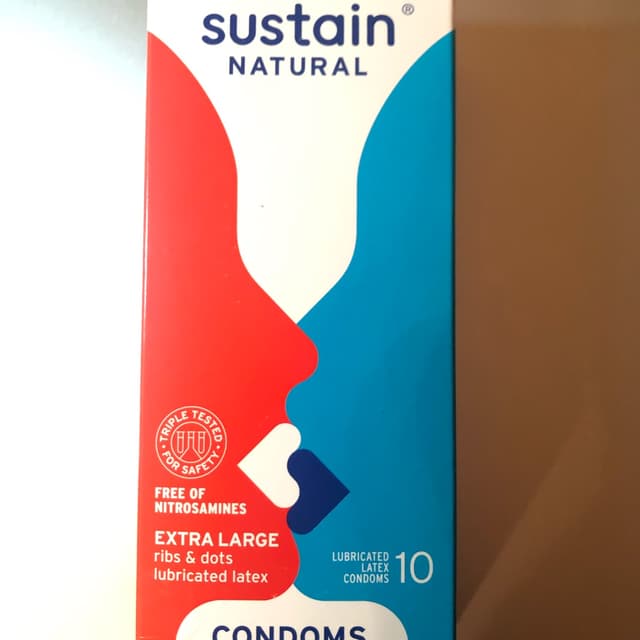 sustain®
NATURAL
TRIPLE TESTED
FOR SAFETY
FREE OF
NITROSAMINES
EXTRA LARGE
ribs & dots
lubricated latex
LUBRICATED
LATEX
CONDOMS
10
CONDOMS